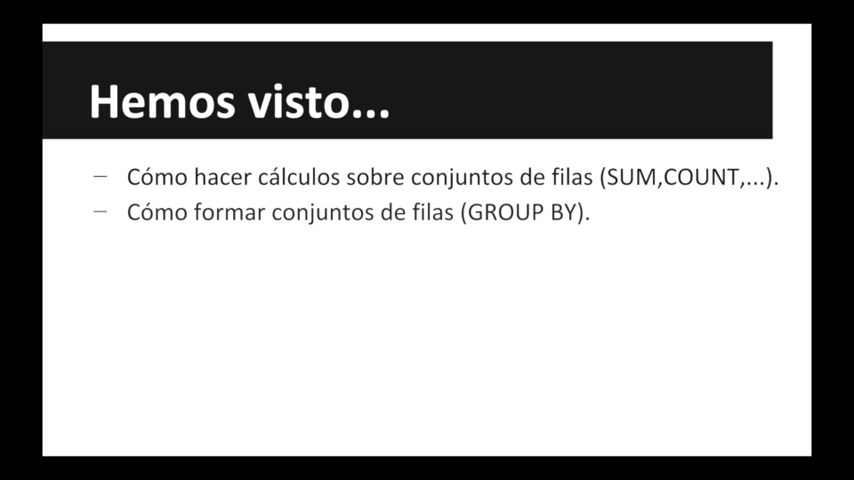 Hemos visto...
– Cómo hacer cálculos sobre conjuntos de filas (SUM,COUNT,...).
– Cómo formar conjuntos de filas (GROUP BY).